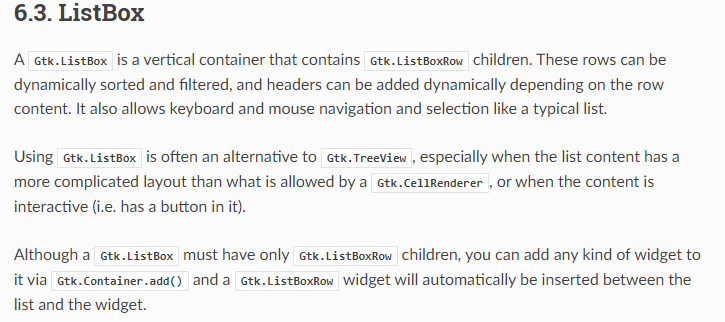 6.3. ListBox
A Gtk.ListBox is a vertical container that contains Gtk.ListBoxRow children. These rows can be
dynamically sorted and filtered, and headers can be added dynamically depending on the row
content. It also allows keyboard and mouse navigation and selection like a typical list.
Using Gtk.ListBox is often an alternative to Gtk.TreeView, especially when the list content has a
more complicated layout than what is allowed by a Gtk.CellRenderer, or when the content is
interactive (i.e. has a button in it).
Although a Gtk.ListBox must have only Gtk.ListBoxRow children, you can add any kind of widget to
it via Gtk.Container.add() and a Gtk.ListBoxRow widget will automatically be inserted between the
list and the widget.